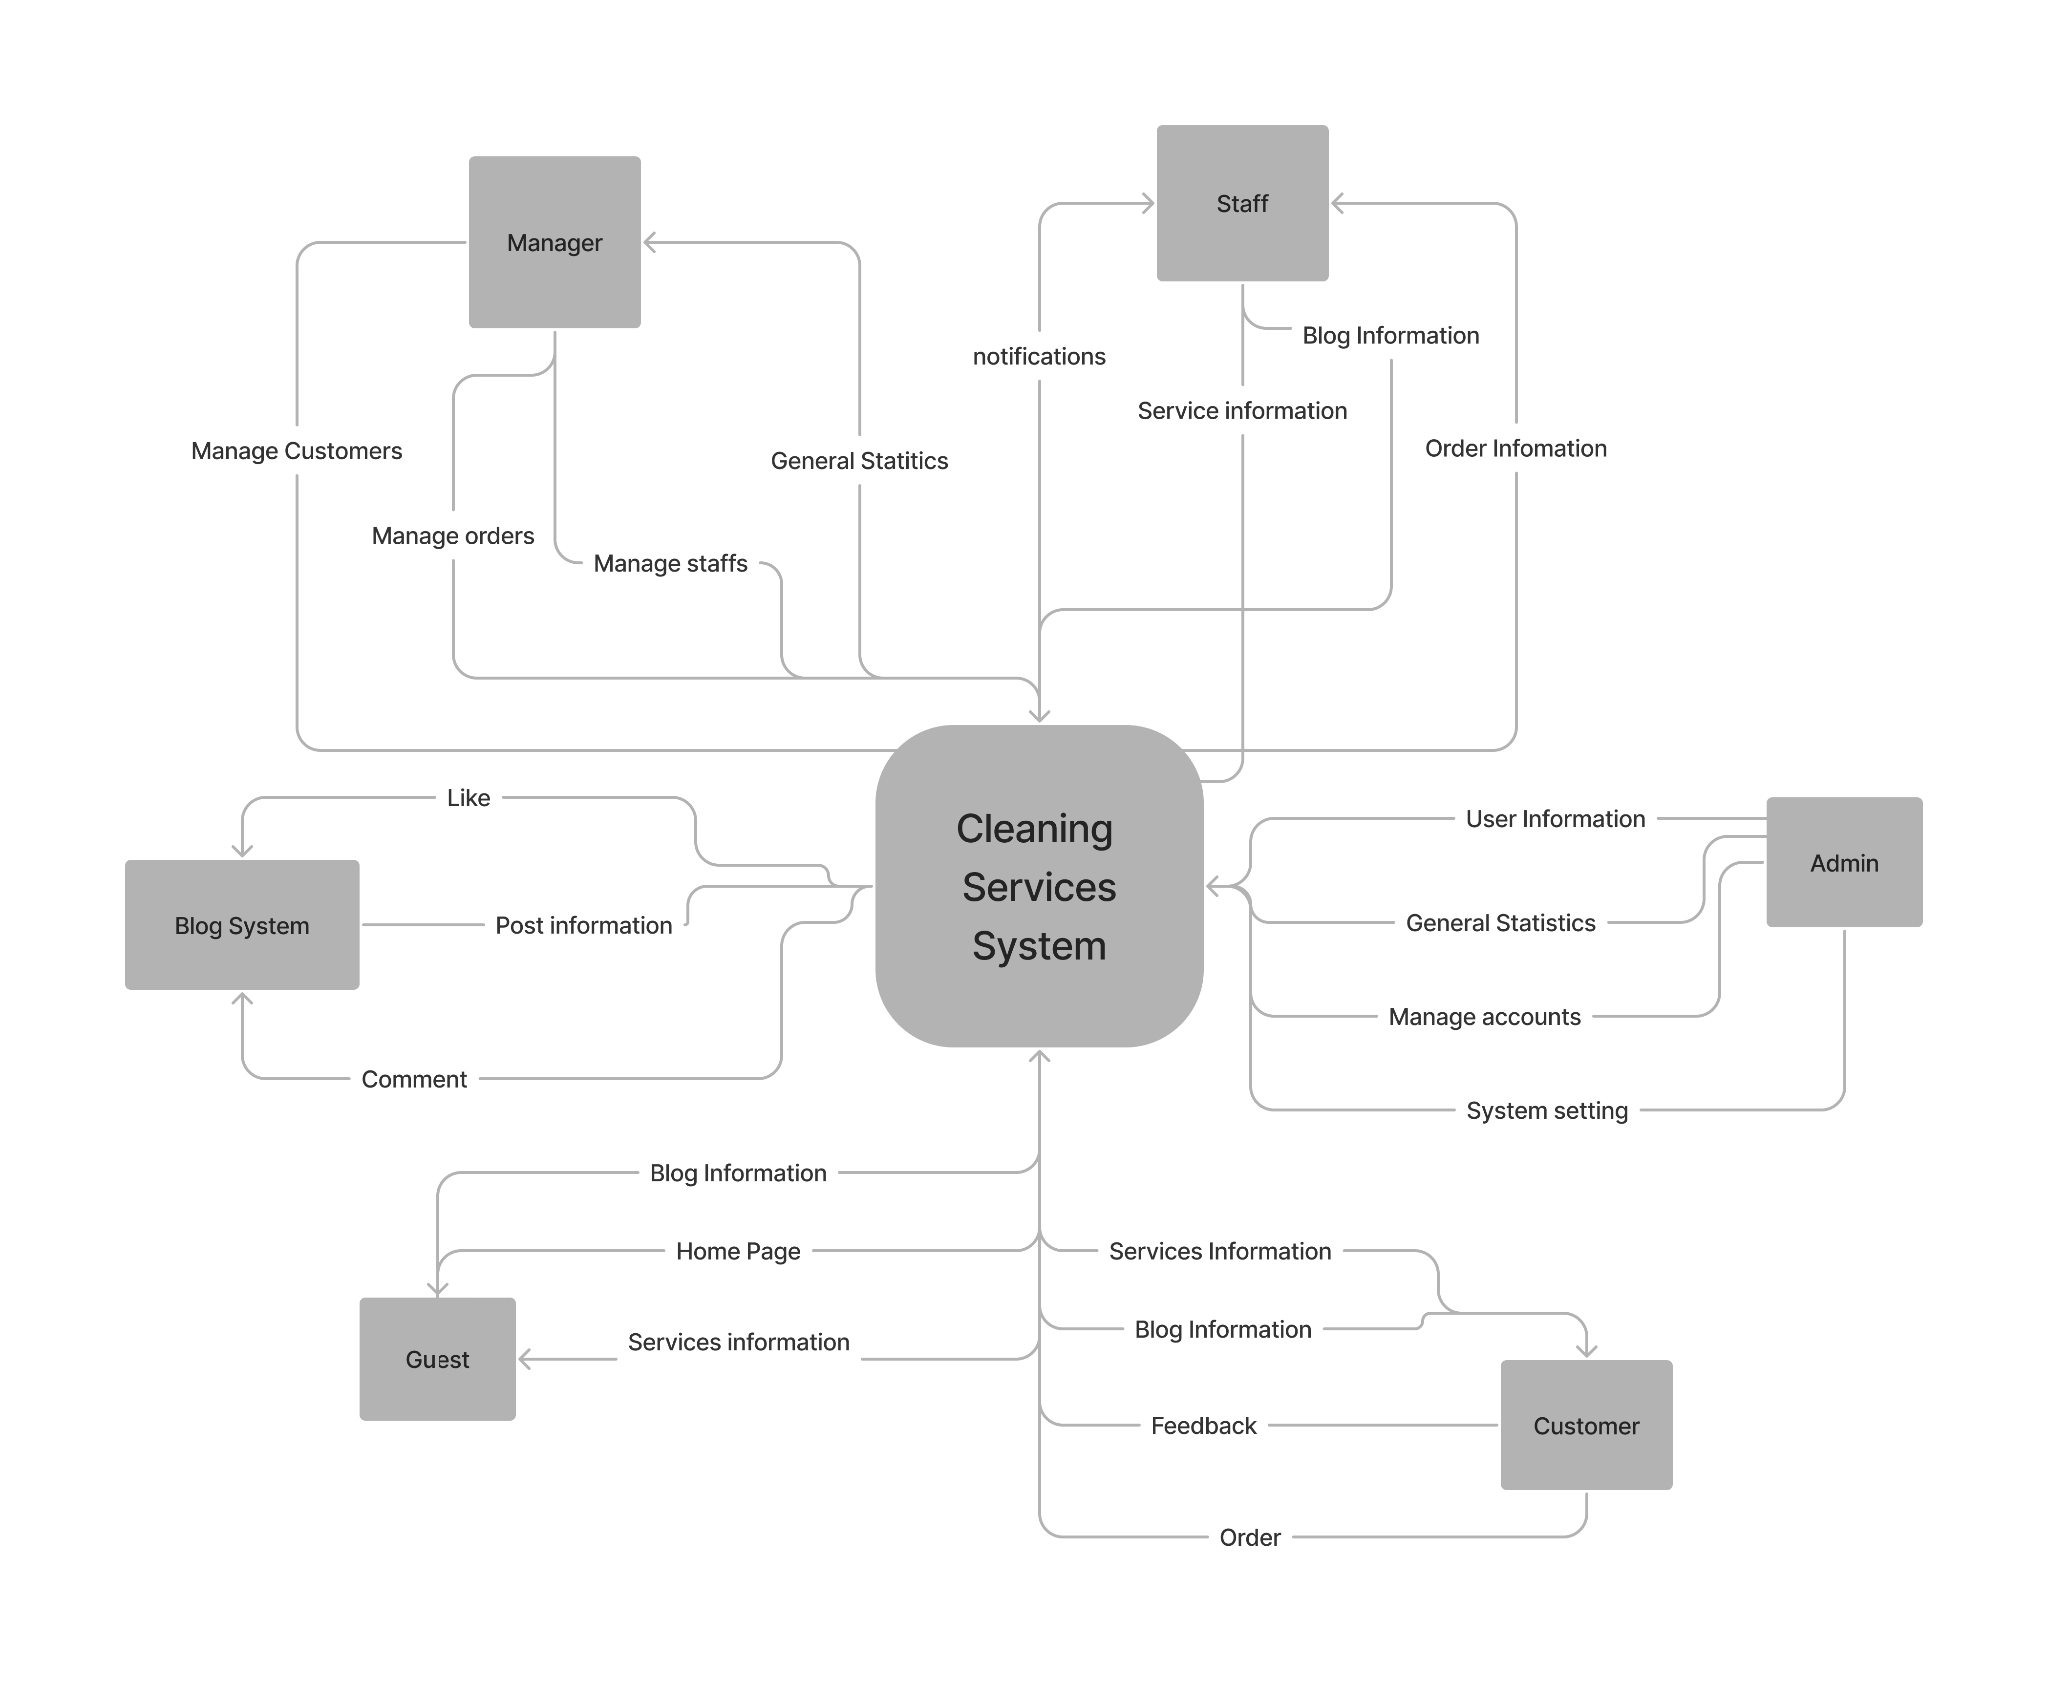 Staff
Manager
Blog Information
notifications
Service information
Order Infomation
Manage Customers
General Statitics
Manage orders
Manage staffs
Like
User Information
Cleaning
Services
System
Admin
Blog System
Post information
General Statistics
Manage accounts
Comment
System setting
Blog Information
Home Page
Services Information
Blog Information
Services information
Guest
Feedback
Customer
Order